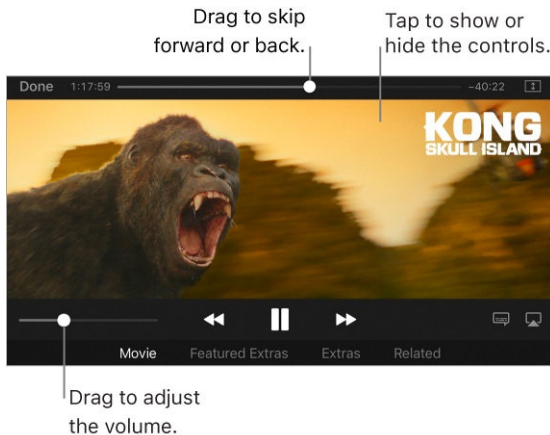 Drag to skip
forward or back.
Tap to show or
hide the controls.
Done 1:17:59 -40:22
KONG
SKULL ISLAND
Movie Featured Extras Extras Related
Drag to adjust
the volume.